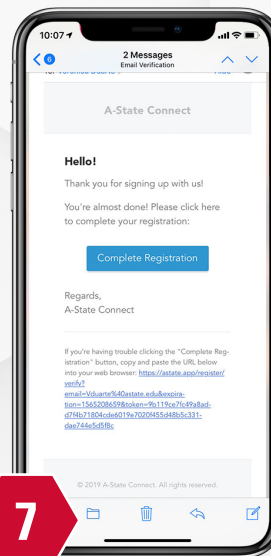 10:07
6
2 Messages
Email Verification
To: Veronica Duarte
Hide
A-State Connect
Hello!
Thank you for signing up with us!
You're almost done! Please click here
to complete your registration:
Complete Registration
Regards,
A-State Connect
If you're having trouble clicking the "Complete Reg-
istration" button, copy and paste the URL below
into your web browser: https://astate.app/register/
verify?
email=Vduarte%40astate.edu&expira-
tion=1565208659&token=9b119ce7fc49a8ad-
d7f4b71804cde6019e7020f455d48b5c331-
dae744e5d5f8c
© 2019 A-State Connect. All rights reserved.
7